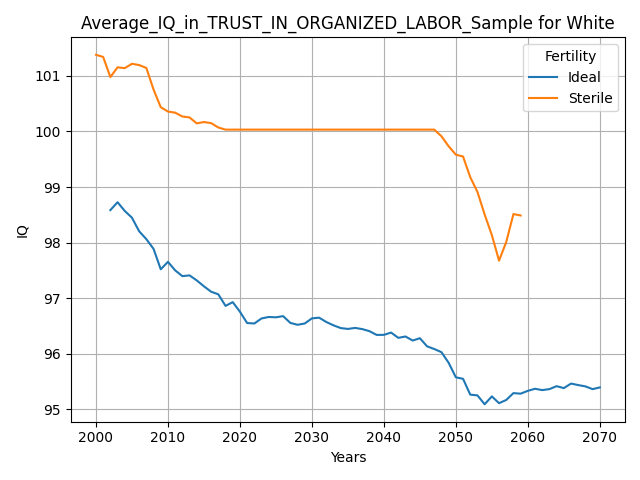 Average_IQ_in_TRUST_IN_ORGANIZED_LABOR_Sample for White
Fertility
Ideal
Sterile
IQ
101
100
99
98
97
96
95
2000 2010 2020 2030 2040 2050 2060 2070
Years